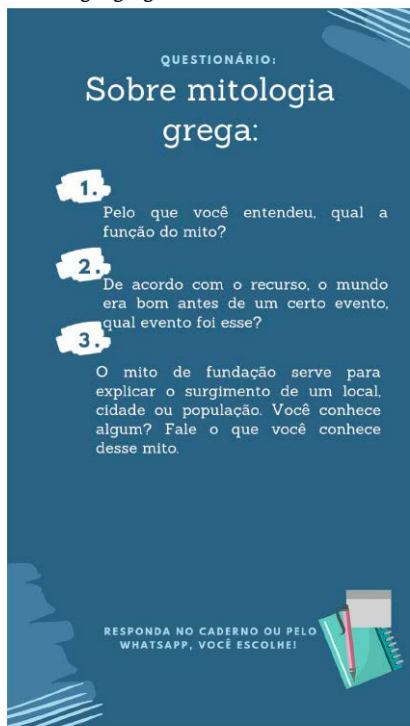 QUESTIONÁRIO:
Sobre mitologia
grega:
1.
Pelo que você entendeu, qual a
função do mito?
2.
De acordo com o recurso, o mundo
era bom antes de um certo evento,
qual evento foi esse?
3.
O mito de fundação serve para
explicar o surgimento de um local,
cidade ou população. Você conhece
algum? Fale o que você conhece
desse mito.
RESPONDA NO CADERNO OU PELO
WHATSAPP, VOCÊ ESCOLHE!